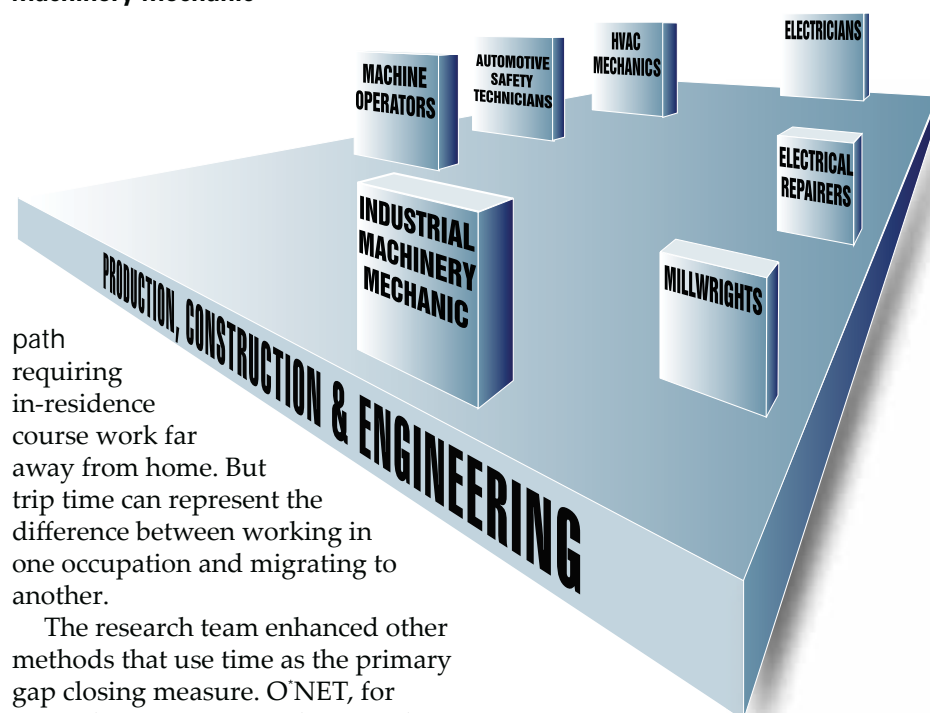 MACHINE
OPERATORS
AUTOMOTIVE
SAFETY
TECHNICIANS
HVAC
MECHANICS
ELECTRICIANS
ELECTRICAL
REPAIRERS
INDUSTRIAL
MACHINERY
MECHANIC
MILLWRIGHTS
PRODUCTION, CONSTRUCTION & ENGINEERING
path
requiring
in-residence
course work far
away from home. But
trip time can represent the
difference between working in
one occupation and migrating to
another.
The research team enhanced other
methods that use time as the primary
gap closing measure. O*NET, for